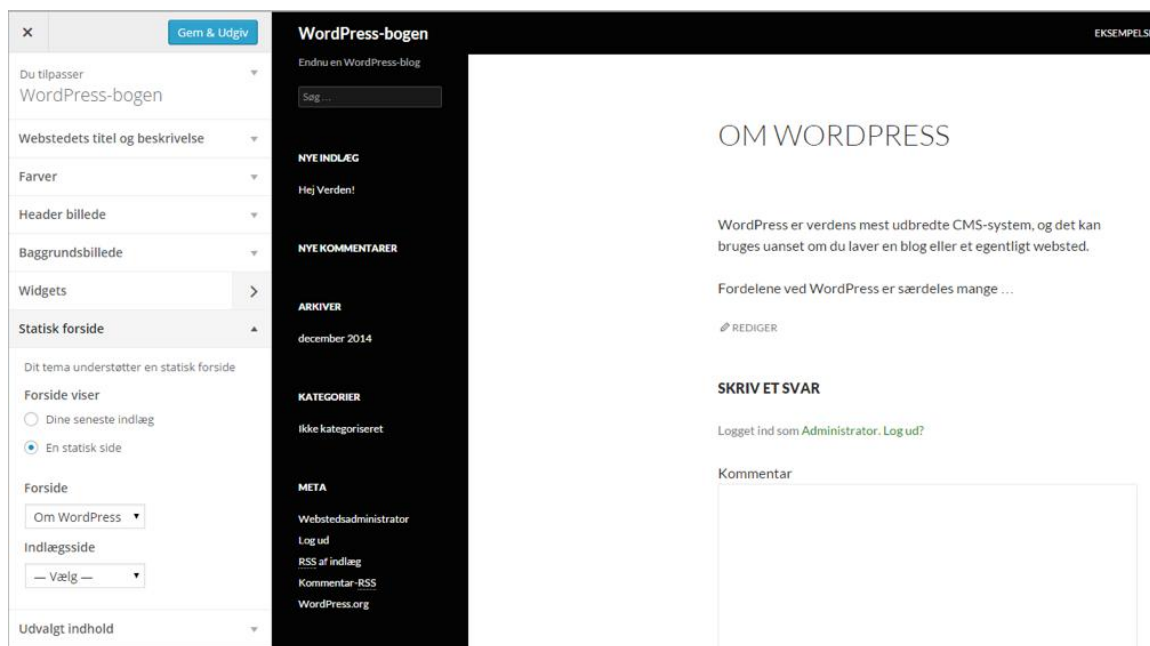 Gem & Udgiv
Du tilpasser
WordPress-bogen
Webstedets titel og beskrivelse
Farver
Header billede
Baggrundsbillede
Widgets
Statisk forside
Dit tema understøtter en statisk forside
Forside viser
Dine seneste indlæg
En statisk side
Forside
Om WordPress
Indlægsside
— Vælg —
Udvalgt indhold
WordPress-bogen
Endnu en WordPress-blog
Søg …
NYE INDLÆG
Hej Verden!
NYE KOMMENTARER
ARKIVER
december 2014
KATEGORIER
Ikke kategoriseret
META
Webstedsadministrator
Log ud
RSS af indlæg
Kommentar-RSS
WordPress.org
EKSEMPELS
OM WORDPRESS
WordPress er verdens mest udbredte CMS-system, og det kan
bruges uanset om du laver en blog eller et egentligt websted.
Fordelene ved WordPress er særdeles mange …
REDIGER
SKRIV ET SVAR
Logget ind som Administrator. Log ud?
Kommentar